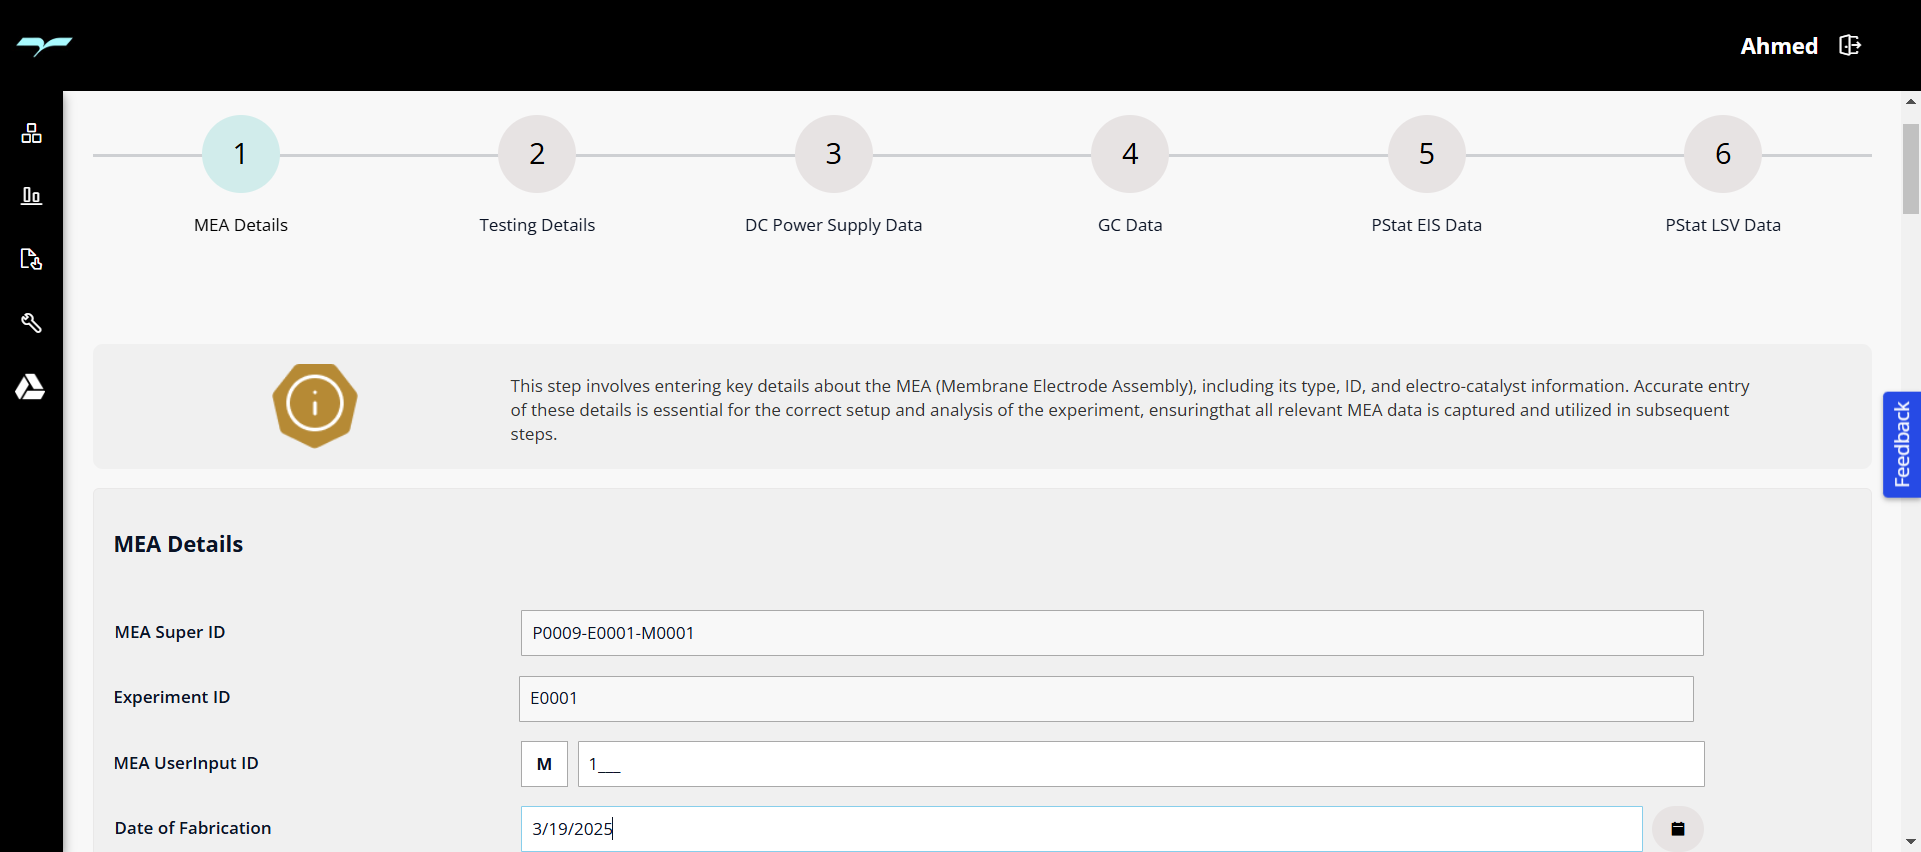 Ahmed
1
2
3
4
5
6
MEA Details
Testing Details
DC Power Supply Data
GC Data
PStat EIS Data
PStat LSV Data
This step involves entering key details about the MEA (Membrane Electrode Assembly), including its type, ID, and electro-catalyst information. Accurate entry
of these details is essential for the correct setup and analysis of the experiment, ensuringthat all relevant MEA data is captured and utilized in subsequent
steps.
Feedback
MEA Details
MEA Super ID
P0009-E0001-M0001
Experiment ID
E0001
MEA UserInput ID
M
1___
Date of Fabrication
3/19/2025